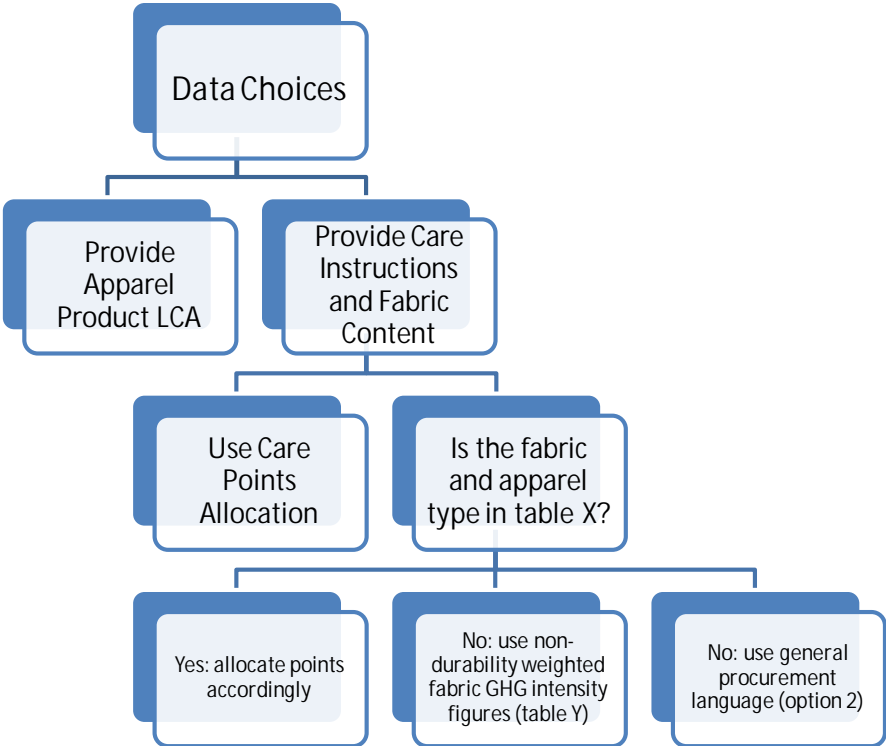 Data Choices
Provide
Apparel
Product LCA
Provide Care
Instructions
and Fabric
Content
Use Care
Points
Allocation
Is the fabric
and apparel
type in table X?
Yes: allocate points
accordingly
No: use non-
durability weighted
fabric GHG intensity
figures (table Y)
No: use general
procurement
language (option 2)